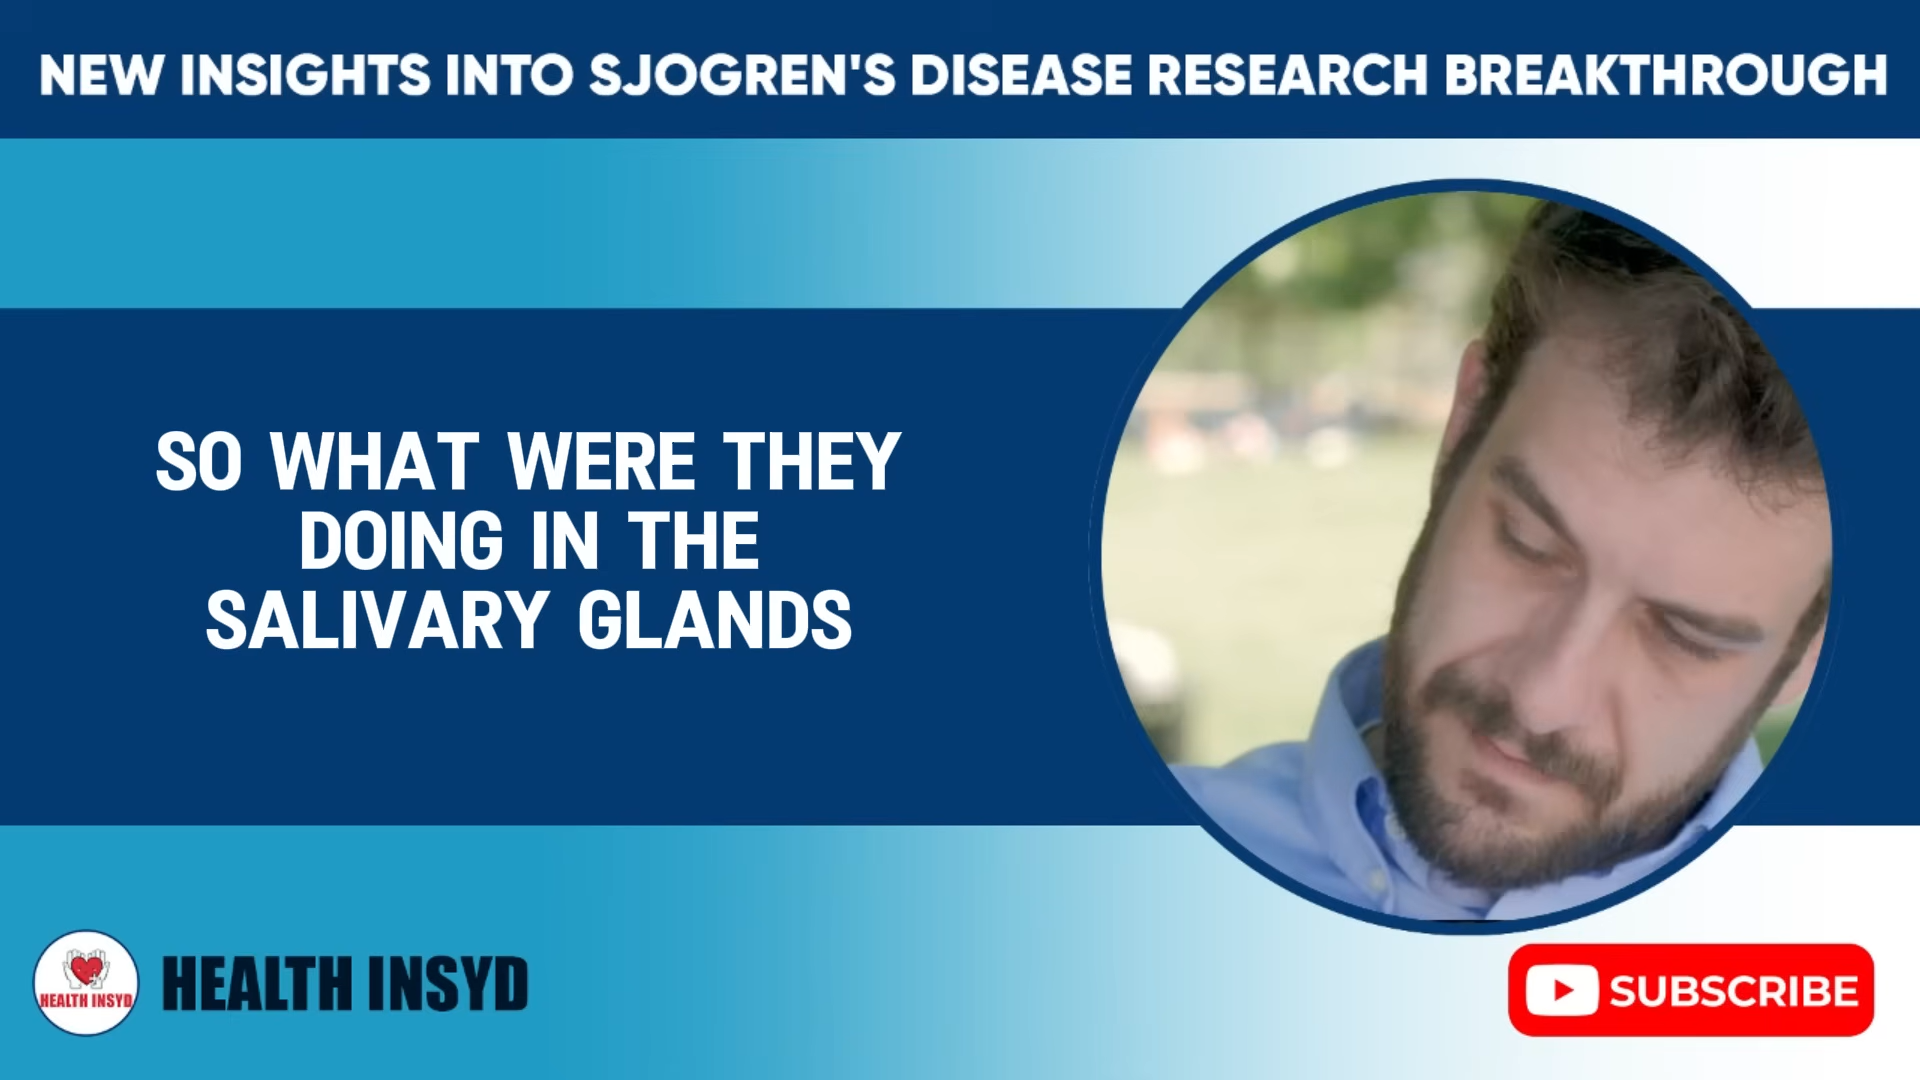 NEW INSIGHTS INTO SJOGREN'S DISEASE RESEARCH BREAKTHROUGH
SO WHAT WERE THEY
DOING IN THE
SALIVARY GLANDS
HEALTH INSYD
HEALTH INSYD
SUBSCRIBE